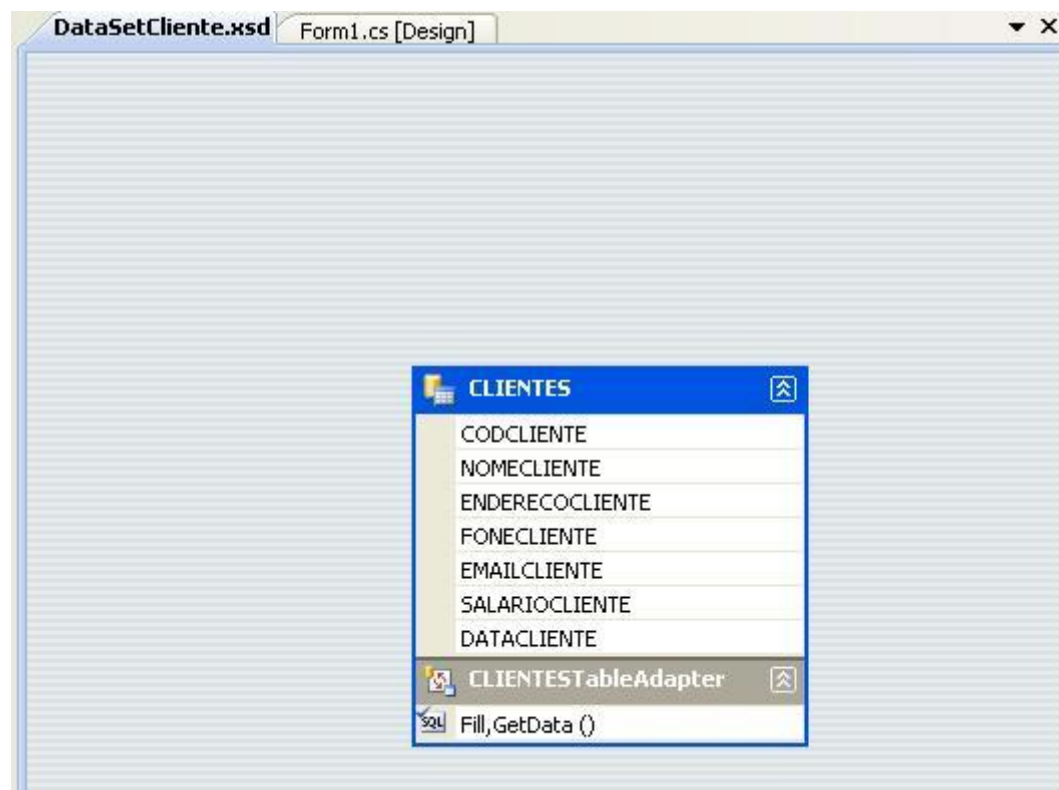 DataSetCliente.xsd Form1.cs [Design]
CLIENTES
CODCLIENTE
NOMECLIENTE
ENDERECOCLIENTE
FONECLIENTE
EMAILCLIENTE
SALARIOCLIENTE
DATACLIENTE
CLIENTESTableAdapter
SQL Fill,GetData ()